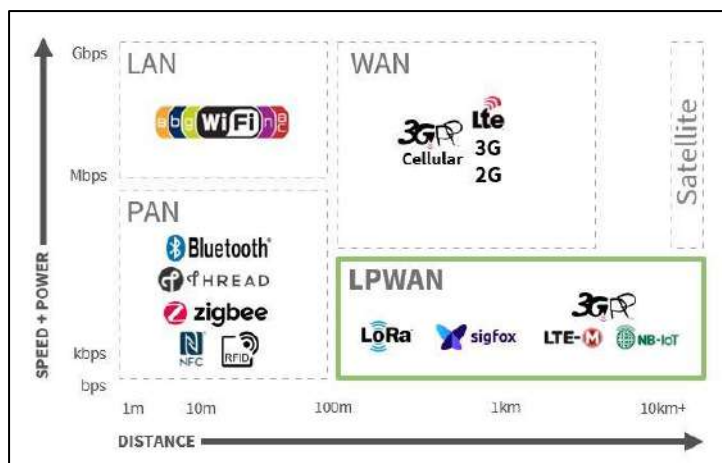 Gbps
LAN
WAN
a b g WiFi n ac
3GPP
Cellular
Lte
3G
2G
Satellite
Mbps
PAN
Bluetooth®
THREAD
zigbee
NFC
RFID
LPWAN
3GPP
LoRa
sigfox
LTE-M
NB-IoT
SPEED + POWER
kbps
bps
1m 10m 100m 1km 10km+
DISTANCE